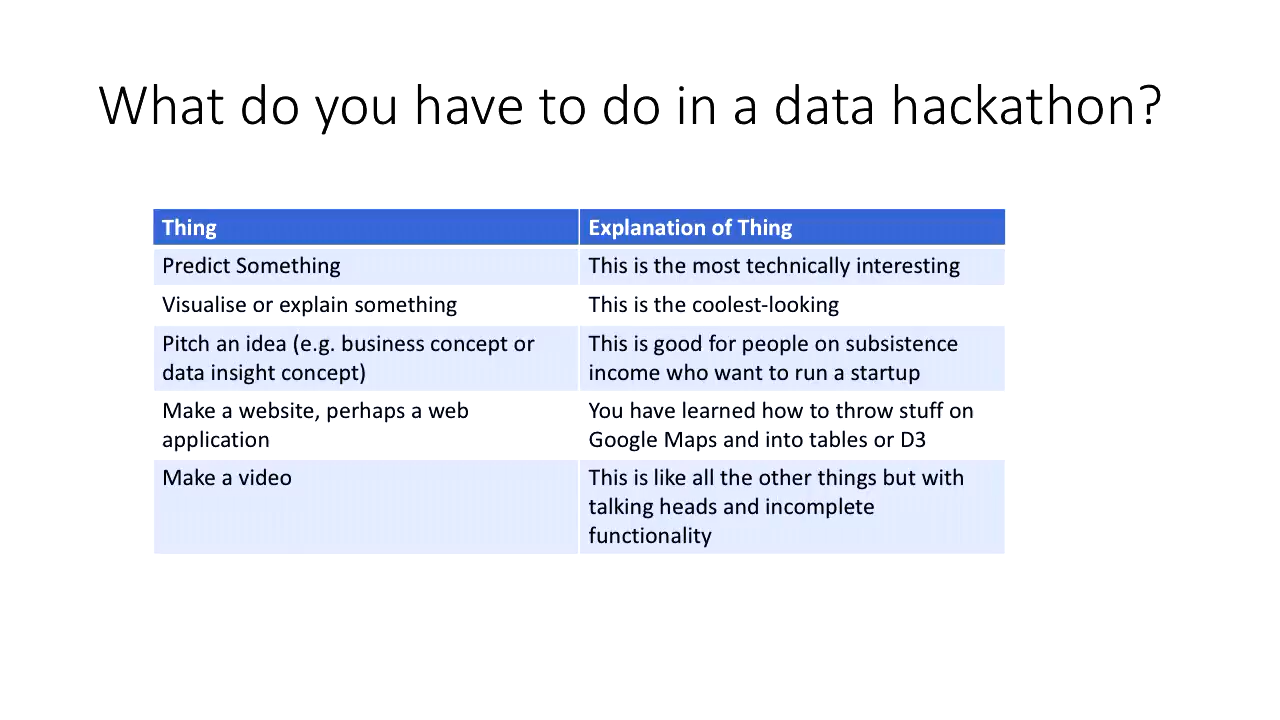 What do you have to do in a data hackathon?
Thing
Explanation of Thing
Predict Something
This is the most technically interesting
Visualise or explain something
This is the coolest-looking
Pitch an idea (e.g. business concept or
data insight concept)
This is good for people on subsistence
income who want to run a startup
Make a website, perhaps a web
application
You have learned how to throw stuff on
Google Maps and into tables or D3
Make a video
This is like all the other things but with
talking heads and incomplete
functionality